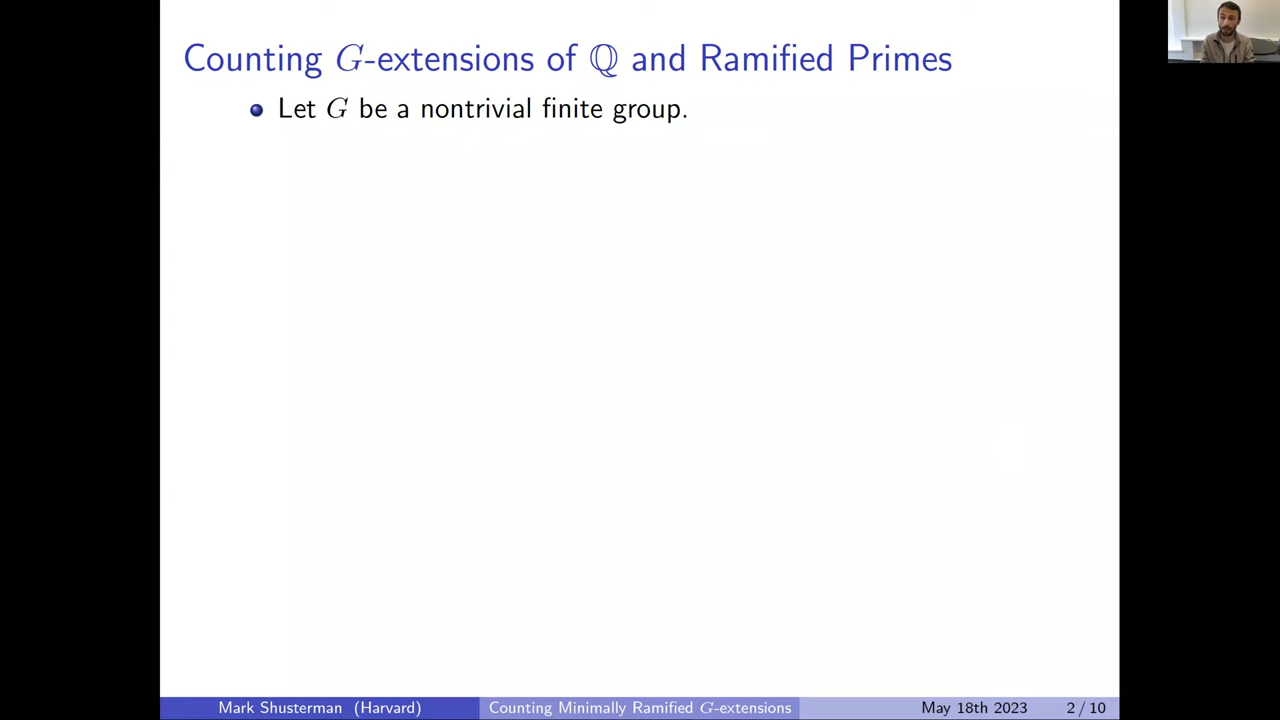 Counting G-extensions of ℚ and Ramified Primes
Let G be a nontrivial finite group.
Mark Shusterman (Harvard) Counting Minimally Ramified G-extensions May 18th 2023 2 / 10